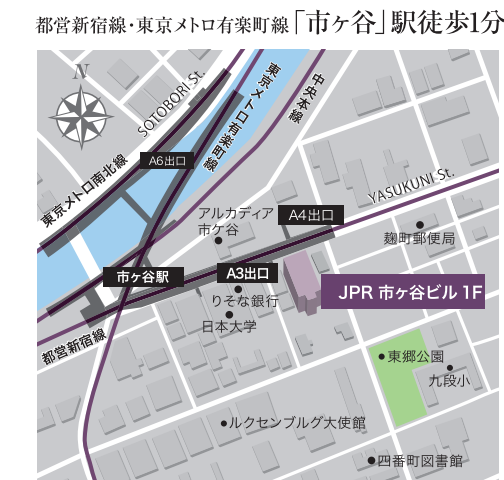 都営新宿線・東京メトロ有楽町線「市ヶ谷」駅徒歩1分
N
SOTOBORI St.
東京メトロ有楽町線
中央本線
A6出口
東京メトロ南北線
YASUKUNI St.
アルカディア
市ケ谷
A4出口
麹町郵便局
市ヶ谷駅
A3出口
りそな銀行
JPR 市ヶ谷ビル 1F
日本大学
都営新宿線
東郷公園
九段小
ルクセンブルグ大使館
四番町図書館